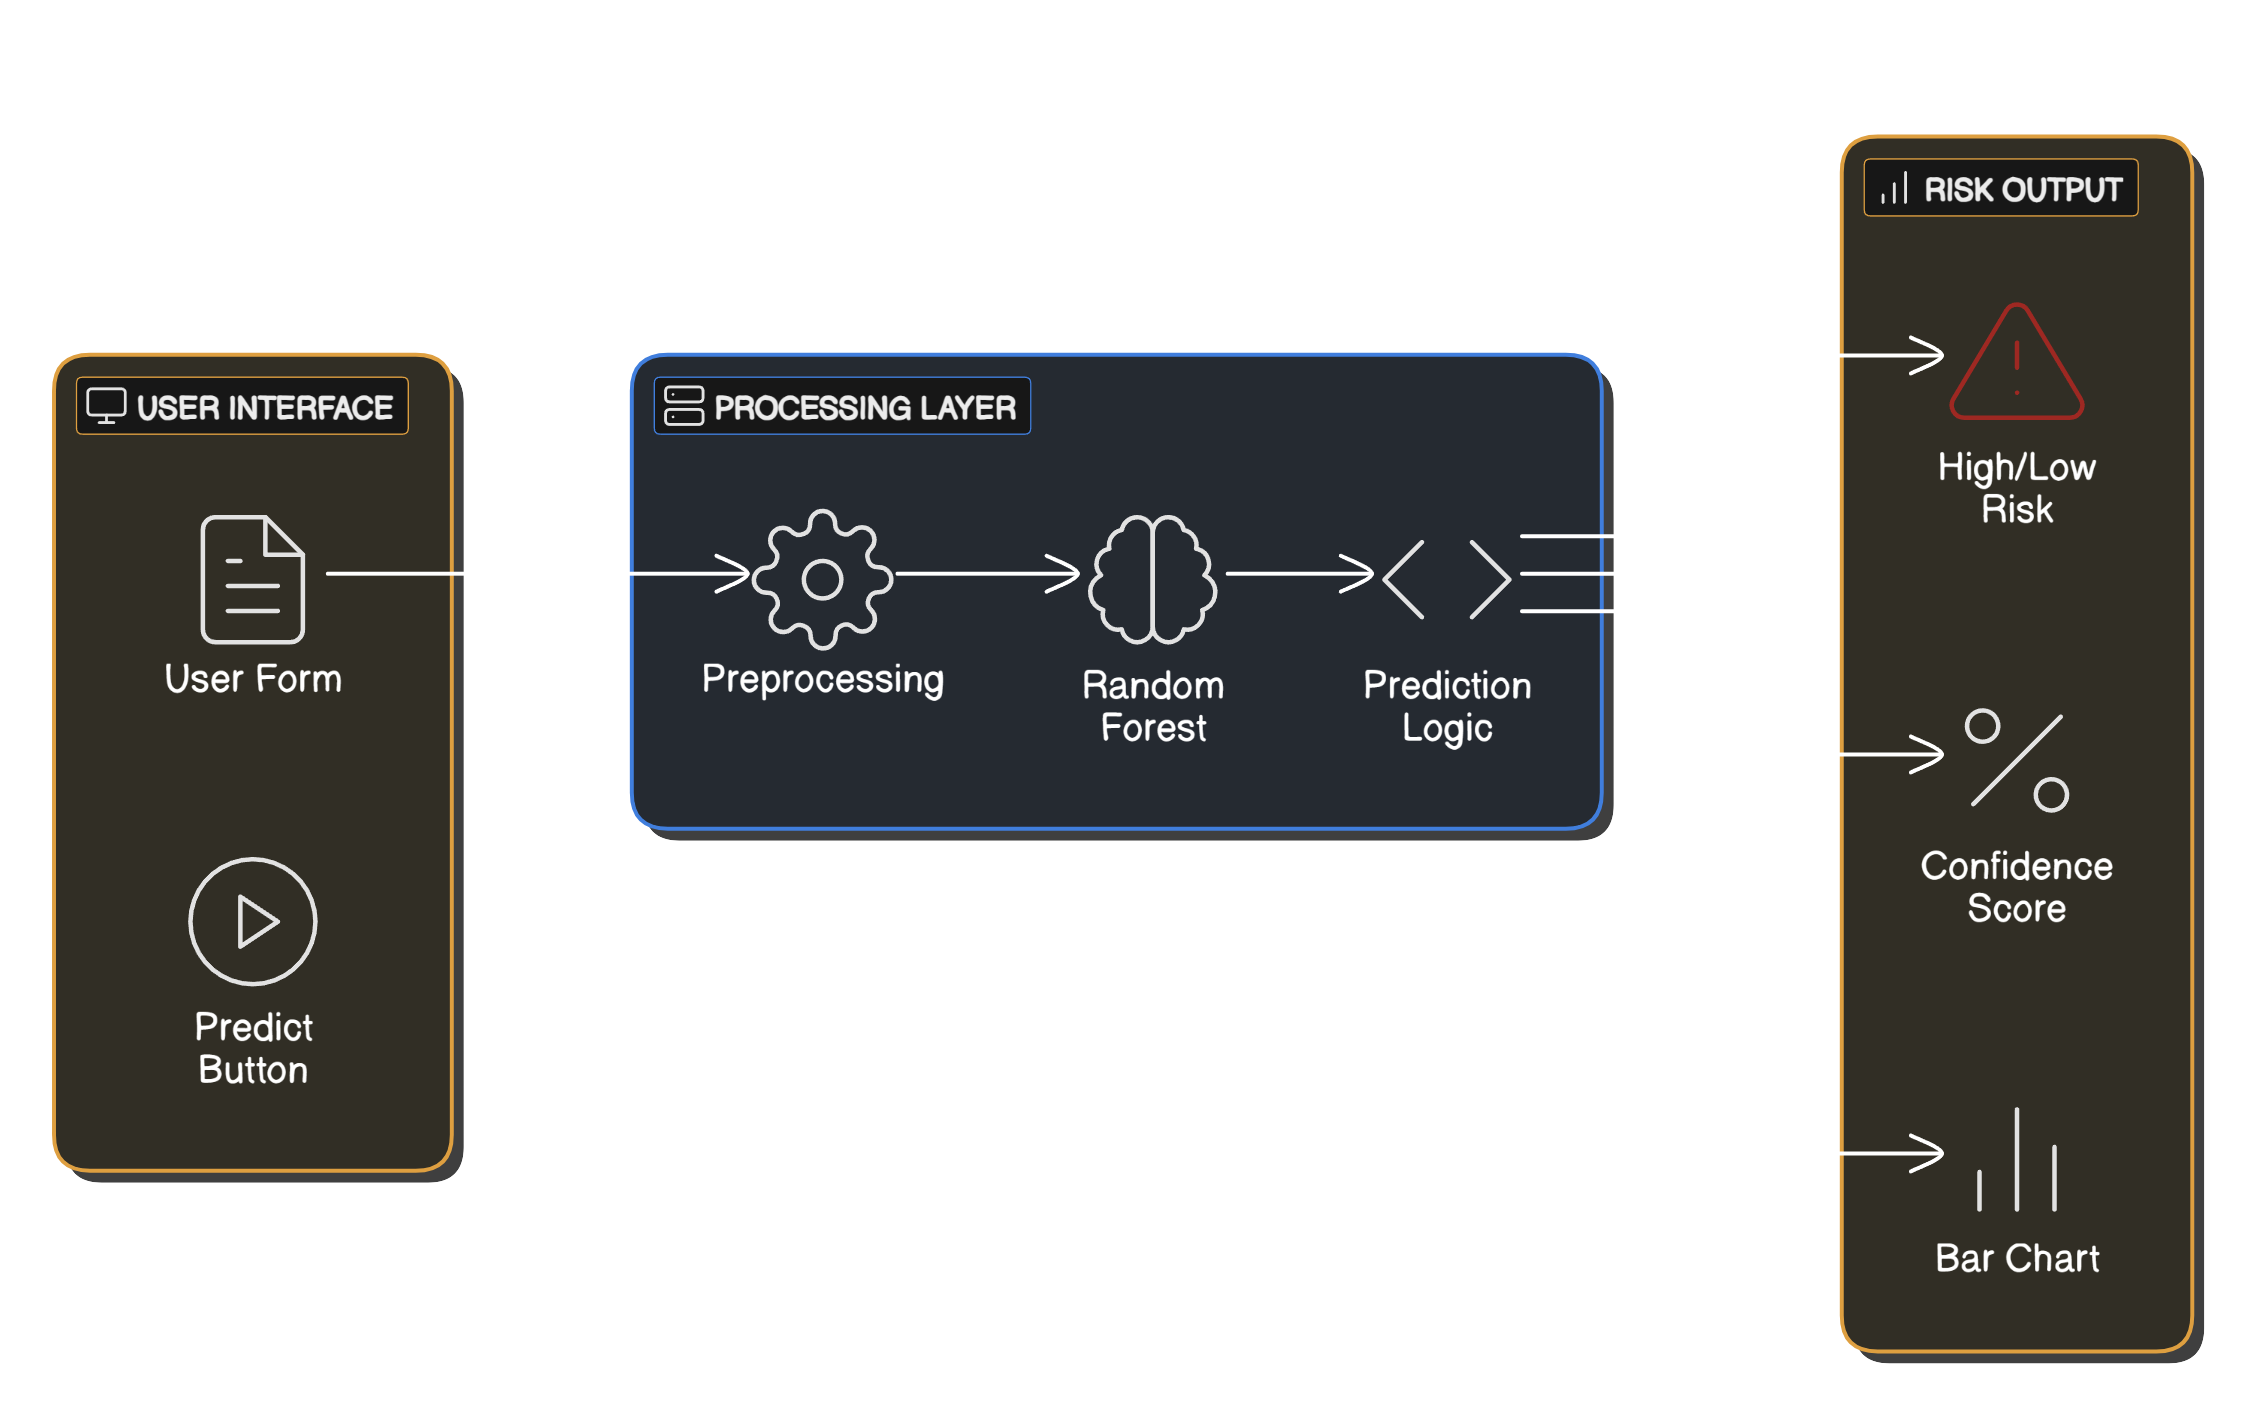 USER INTERFACE
User Form
Predict
Button
PROCESSING LAYER
Preprocessing
Random
Forest
Prediction
Logic
RISK OUTPUT
High/Low
Risk
Confidence
Score
Bar Chart